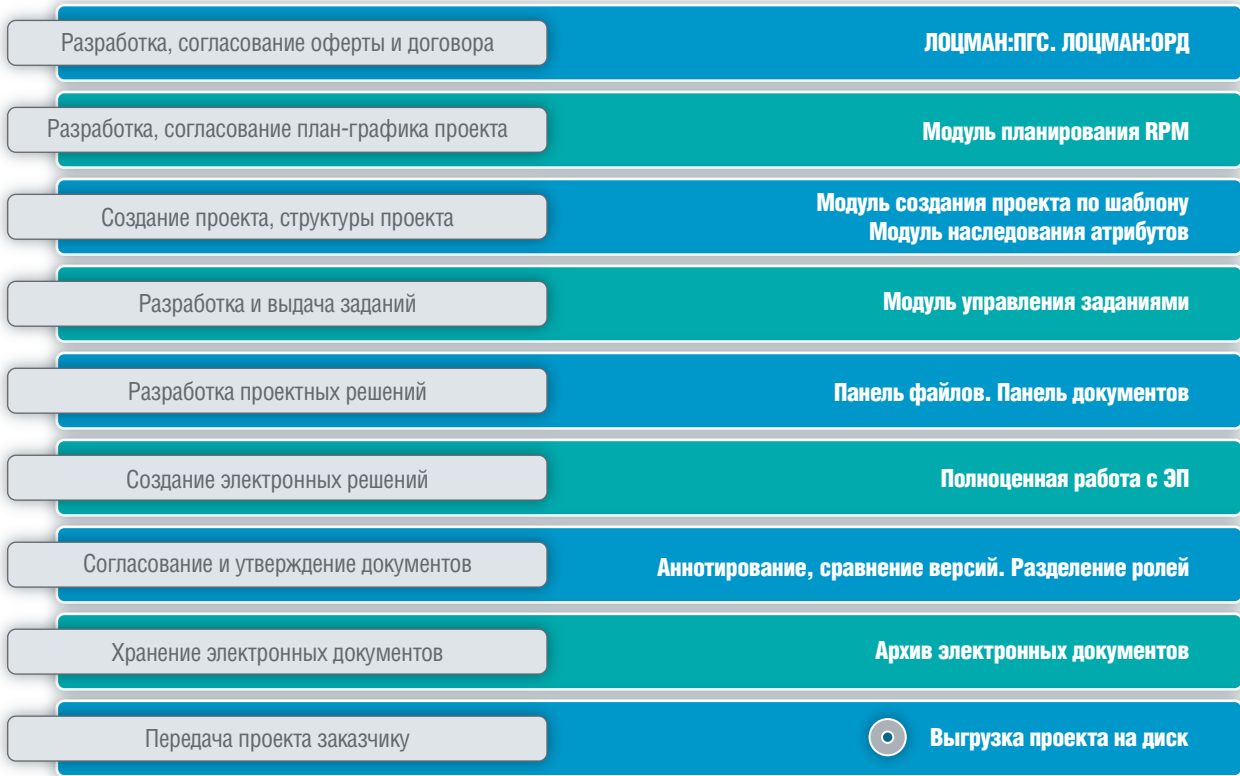 Разработка, согласование оферты и договора
ЛОЦМАН:ПГС. ЛОЦМАН:ОРД
Разработка, согласование план-графика проекта
Модуль планирования RPM
Создание проекта, структуры проекта
Модуль создания проекта по шаблону
Модуль наследования атрибутов
Разработка и выдача заданий
Модуль управления заданиями
Разработка проектных решений
Панель файлов. Панель документов
Создание электронных решений
Полноценная работа с ЭП
Согласование и утверждение документов
Аннотирование, сравнение версий. Разделение ролей
Хранение электронных документов
Архив электронных документов
Передача проекта заказчику
Выгрузка проекта на диск